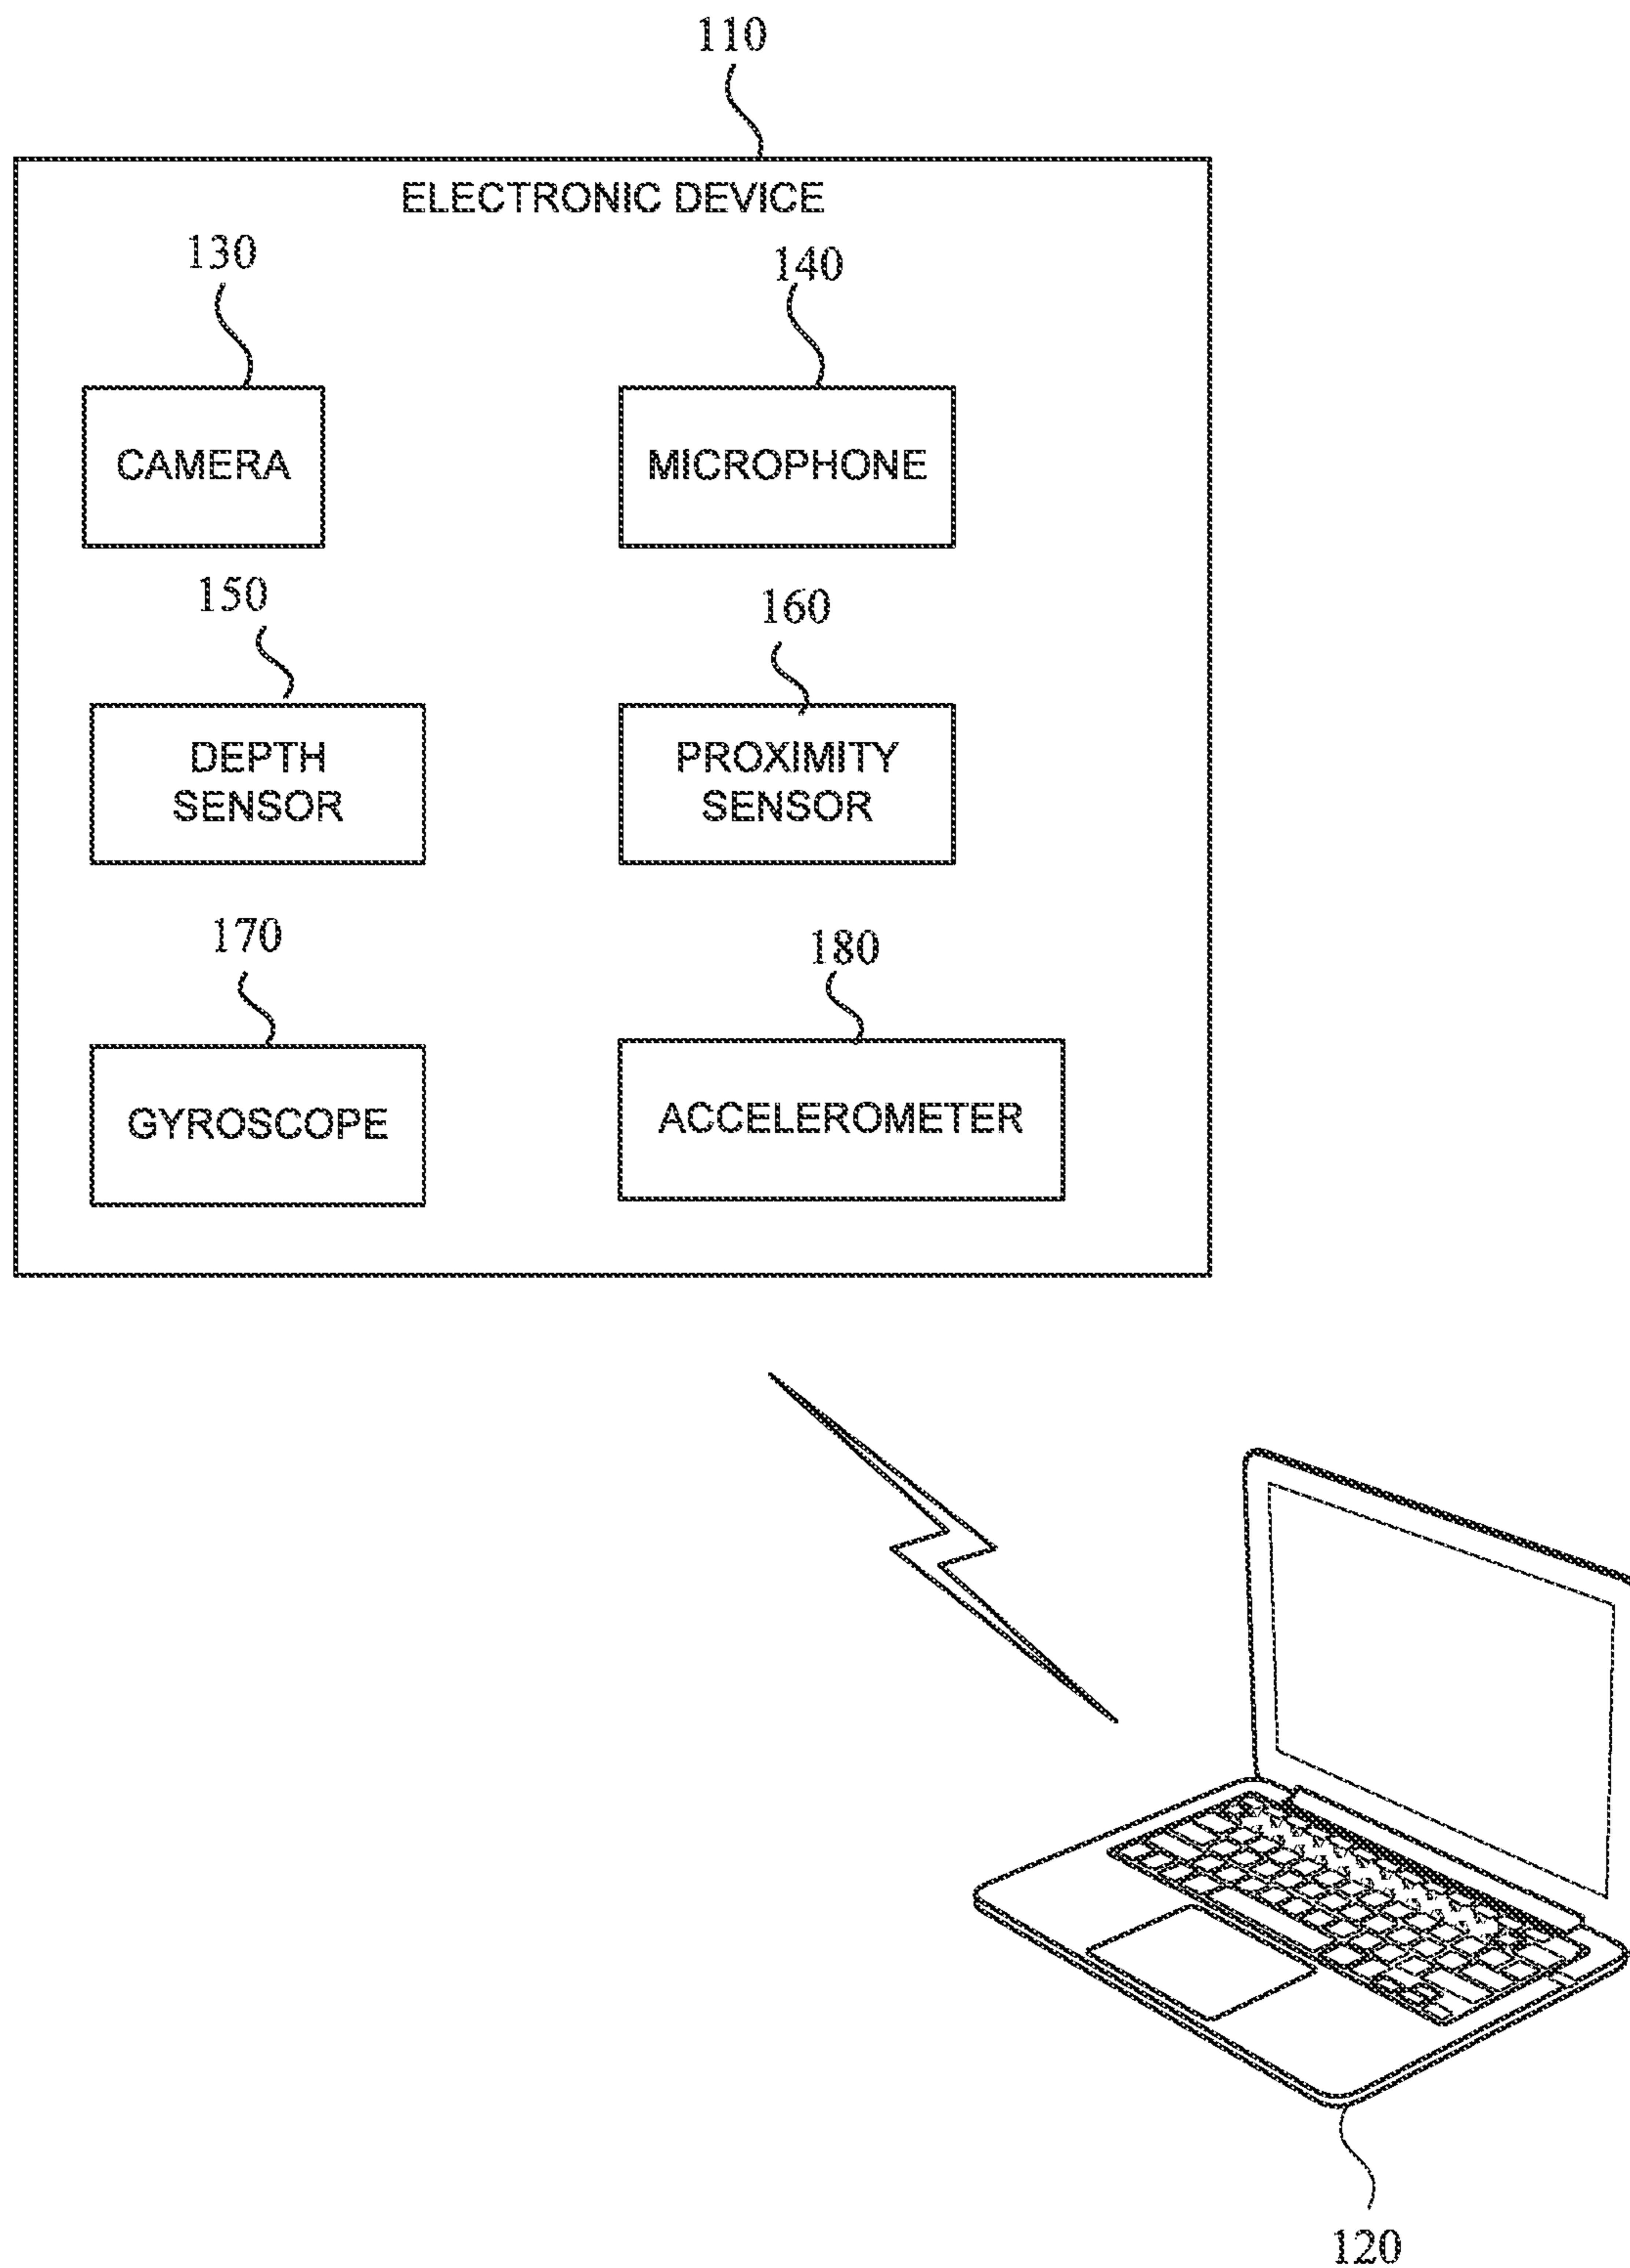 110
ELECTRONIC DEVICE
130
140
CAMERA
MICROPHONE
150
160
DEPTH
SENSOR
PROXIMITY
SENSOR
170
180
GYROSCOPE
ACCELEROMETER
120